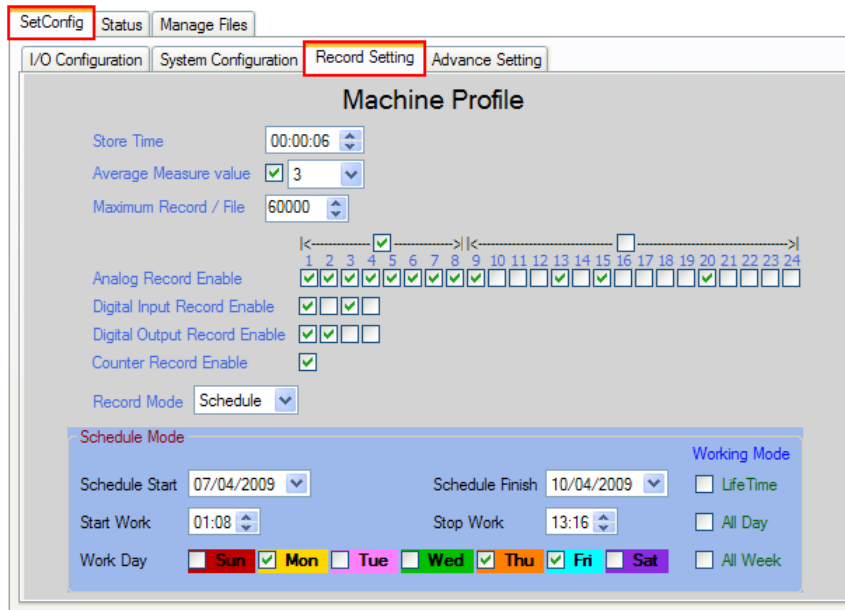 SetConfig Status Manage Files
I/O Configuration System Configuration Record Setting Advance Setting
Machine Profile
Store Time 00:00:06
Average Measure value 3
Maximum Record / File 60000
|<-------------- ------------->||<-------------------------------- ------------------------------------>|
1 2 3 4 5 6 7 8 9 10 11 12 13 14 15 16 17 18 19 20 21 22 23 24
Analog Record Enable
Digital Input Record Enable
Digital Output Record Enable
Counter Record Enable
Record Mode Schedule
Schedule Mode
Working Mode
Schedule Start 07/04/2009 Schedule Finish 10/04/2009 LifeTime
Start Work 01:08 Stop Work 13:16 All Day
Work Day Sun Mon Tue Wed Thu Fri Sat All Week